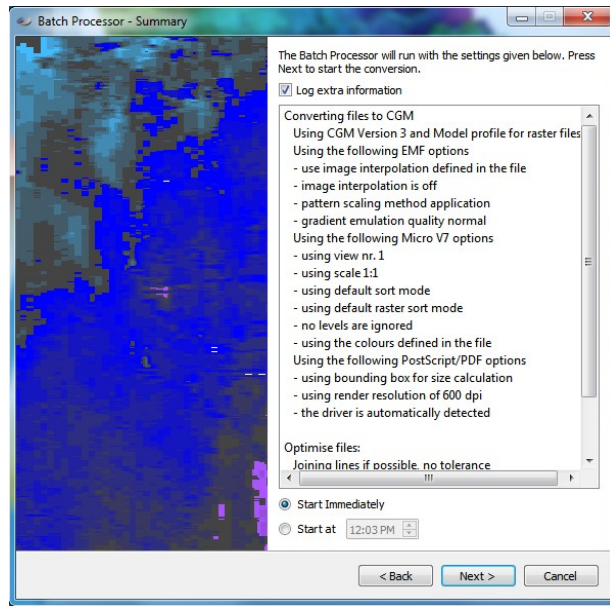 Batch Processor - Summary
The Batch Processor will run with the settings given below. Press
Next to start the conversion.
Log extra information
Converting files to CGM
Using CGM Version 3 and Model profile for raster files
Using the following EMF options
- use image interpolation defined in the file
- image interpolation is off
- pattern scaling method application
- gradient emulation quality normal
Using the following Micro V7 options
- using view nr. 1
- using scale 1:1
- using default sort mode
- using default raster sort mode
- no levels are ignored
- using the colours defined in the file
Using the following PostScript/PDF options
- using bounding box for size calculation
- using render resolution of 600 dpi
- the driver is automatically detected
Optimise files:
Joining lines if possible, no tolerance
Start Immediately
Start at 12:03 PM
< Back Next > Cancel